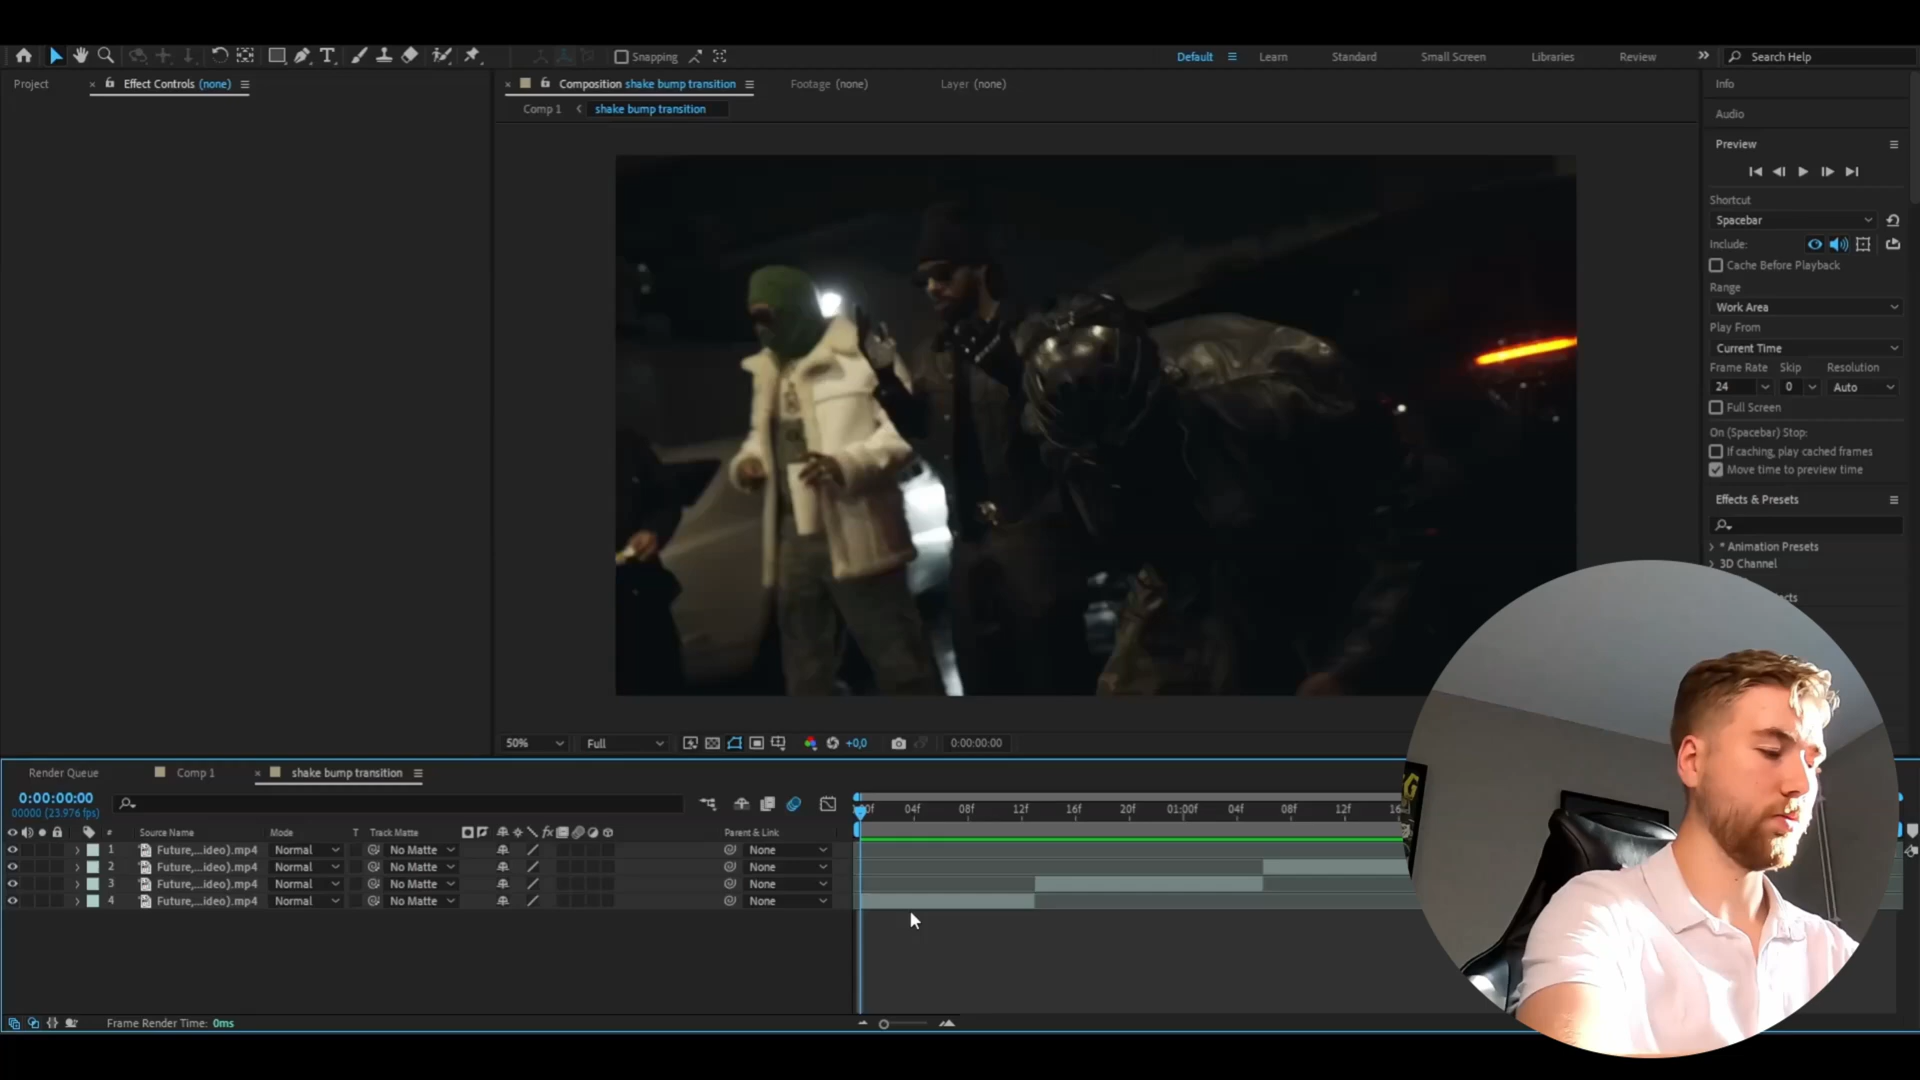 Snapping
Default
Learn
Standard
Small Screen
Libraries
Review
Search Help
Project
Effect Controls (none)
Composition shake bump transition
Footage (none)
Layer (none)
Comp 1
shake bump transition
Info
Audio
Preview
Shortcut
Spacebar
Include:
Cache Before Playback
Range
Work Area
Play From
Current Time
Frame Rate Skip Resolution
24 0 Auto
Full Screen
On (Spacebar) Stop:
If caching, play cached frames
Move time to preview time
Effects & Presets
* Animation Presets
3D Channel
50% Full +0,0 0:00:00:00
Render Queue
Comp 1
shake bump transition
0:00:00:00
00000 (23.976 fps)
04f 08f 12f 16f 20f 01:00f 04f 08f 12f
# Source Name Mode T Track Matte fx Parent & Link
1 Future,...ideo).mp4 Normal No Matte None
2 Future,...ideo).mp4 Normal No Matte None
3 Future,...ideo).mp4 Normal No Matte None
4 Future,...ideo).mp4 Normal No Matte None
Frame Render Time: 0ms